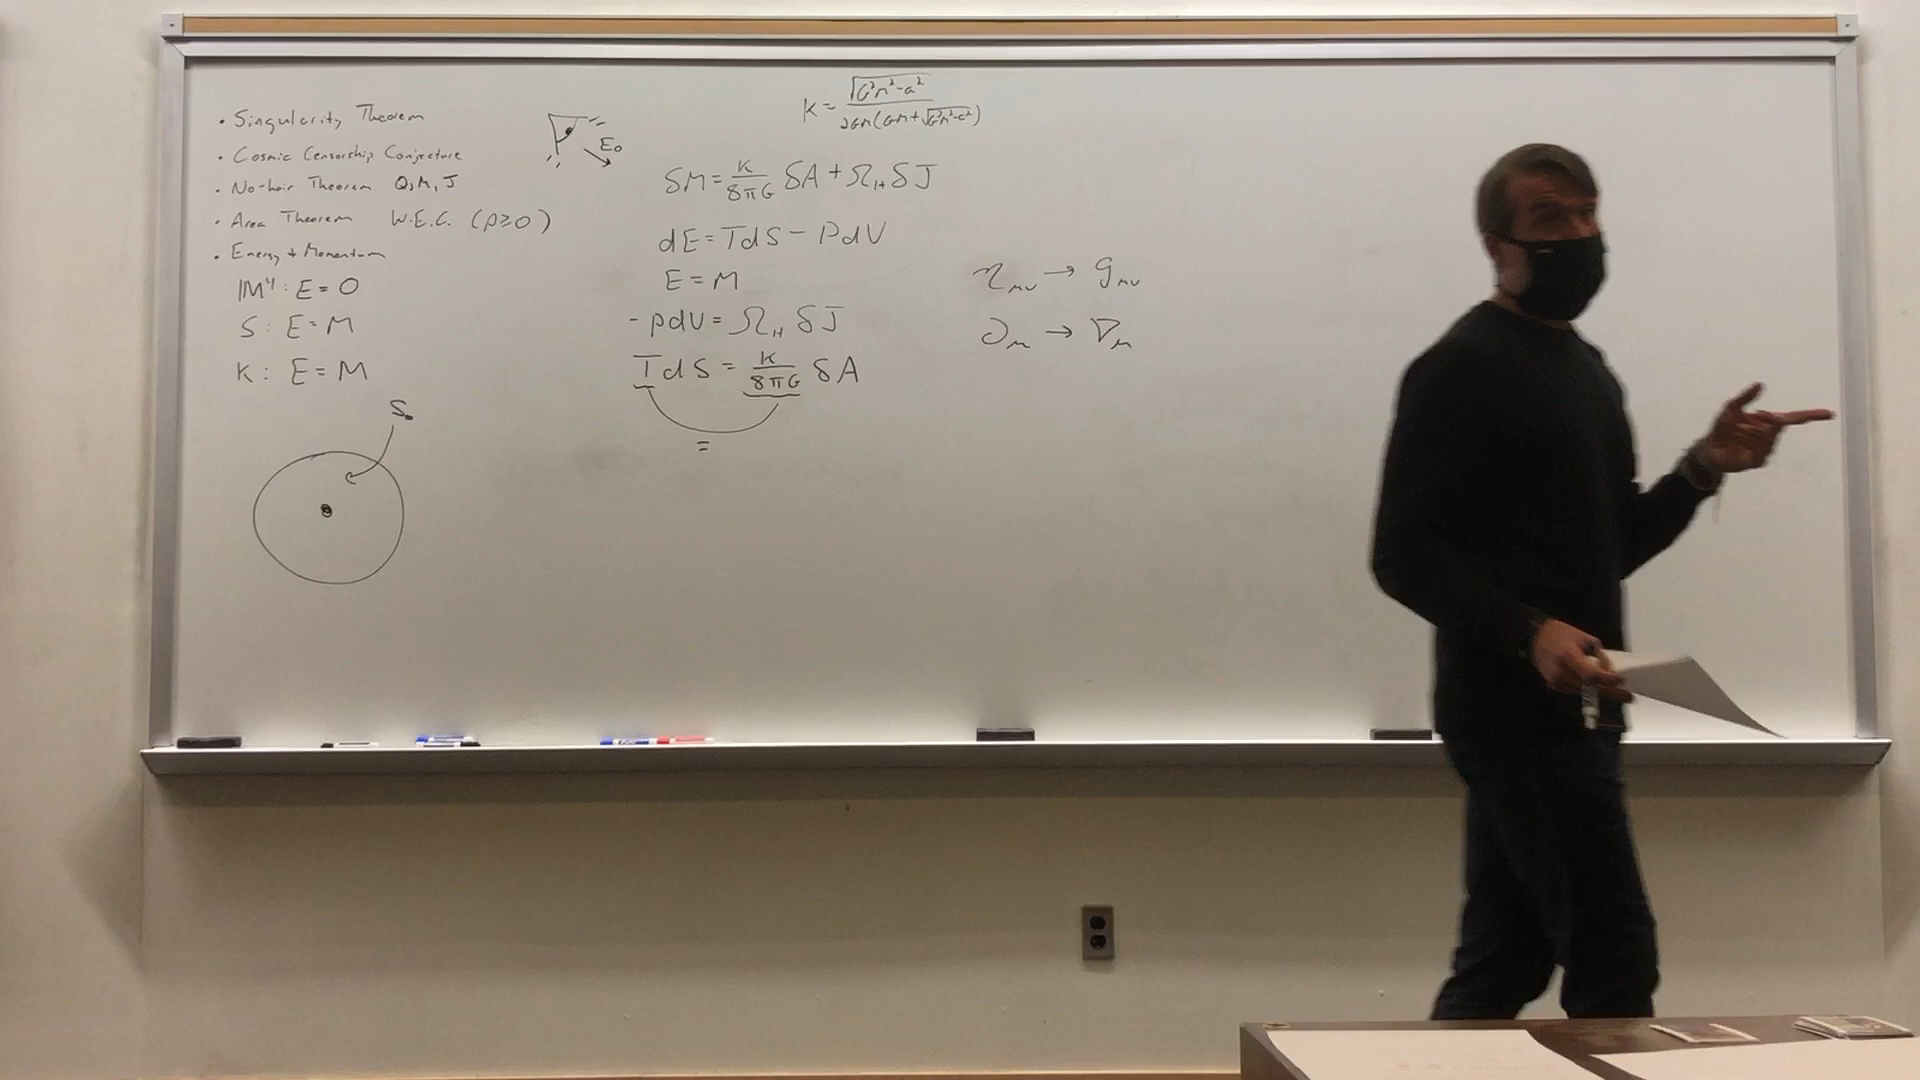 • Singularity Theorem
• Cosmic Censorship Conjecture
• No-hair Theorem Q, M, J
• Area Theorem W.E.C. (ρ≥0)
• Energy + Momentum
𝕄⁴: E = 0
S: E = M
K: E = M
S₀
E₀
κ = √(G²M²-a²) / 2GM(GM+√(G²M²-a²))
δM = κ/8πG δA + Ω_H δJ
dE = TdS - PdV
E = M
- pdV = Ω_H δJ
TdS = κ/8πG δA
=
η_μν → g_μν
∂_μ → ∇_μ